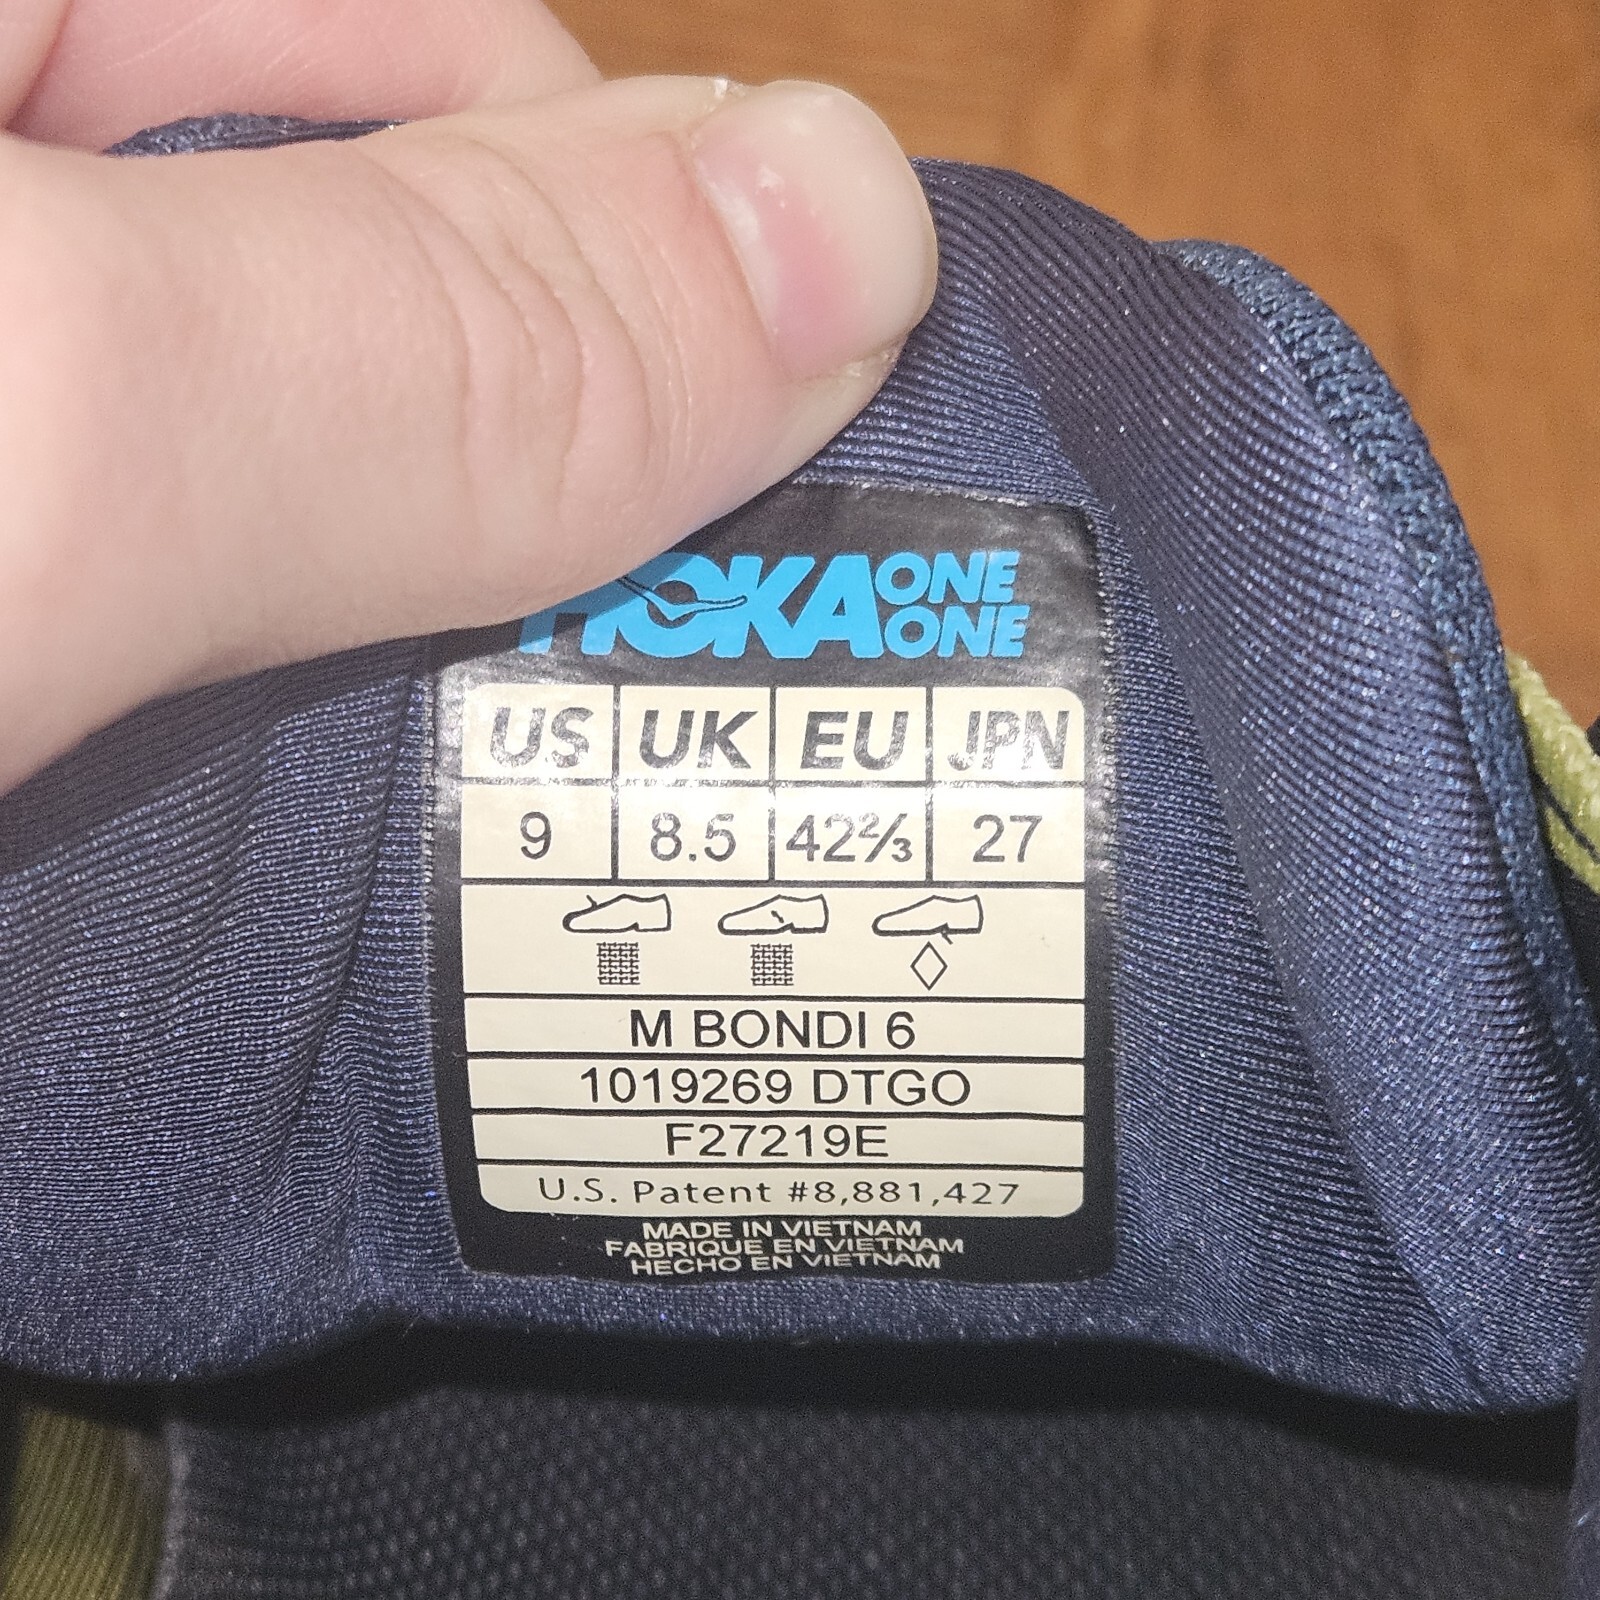 HOKA ONE ONE
US UK EU JPN
9 8.5 42⅔ 27
M BONDI 6
1019269 DTGO
F27219E
U.S. Patent #8,881,427
MADE IN VIETNAM
FABRIQUE EN VIETNAM
HECHO EN VIETNAM